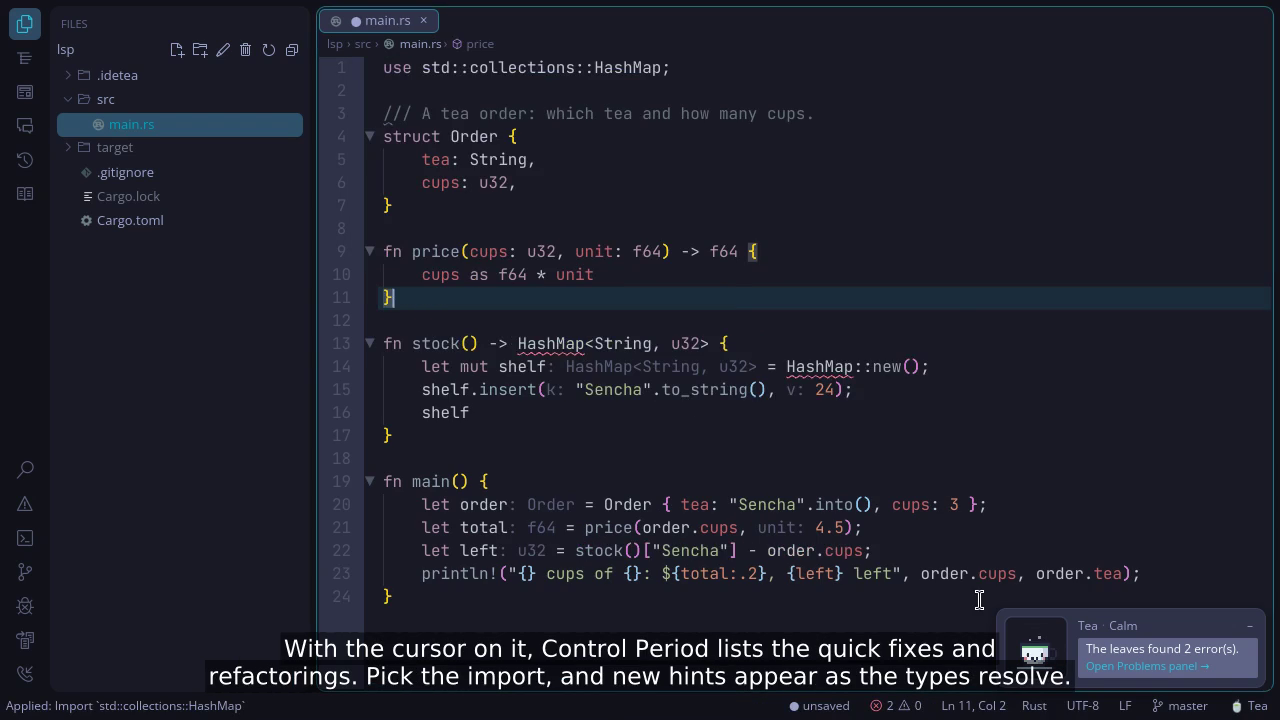 FILES
lsp
.idetea
src
main.rs
target
.gitignore
Cargo.lock
Cargo.toml
main.rs ×
lsp › src › main.rs › price
1 use std::collections::HashMap;
2
3 /// A tea order: which tea and how many cups.
4 struct Order {
5 tea: String,
6 cups: u32,
7 }
8
9 fn price(cups: u32, unit: f64) -> f64 {
10 cups as f64 * unit
11 }
12
13 fn stock() -> HashMap<String, u32> {
14 let mut shelf: HashMap<String, u32> = HashMap::new();
15 shelf.insert(k: "Sencha".to_string(), v: 24);
16 shelf
17 }
18
19 fn main() {
20 let order: Order = Order { tea: "Sencha".into(), cups: 3 };
21 let total: f64 = price(order.cups, unit: 4.5);
22 let left: u32 = stock()["Sencha"] - order.cups;
23 println!("{} cups of {}: ${total:.2}, {left} left", order.cups, order.tea);
24 }
Tea · Calm −
The leaves found 2 error(s).
Open Problems panel →
With the cursor on it, Control Period lists the quick fixes and
refactorings. Pick the import, and new hints appear as the types resolve.
Applied: Import `std::collections::HashMap` unsaved 2 0 Ln 11, Col 2 Rust UTF-8 LF master Tea